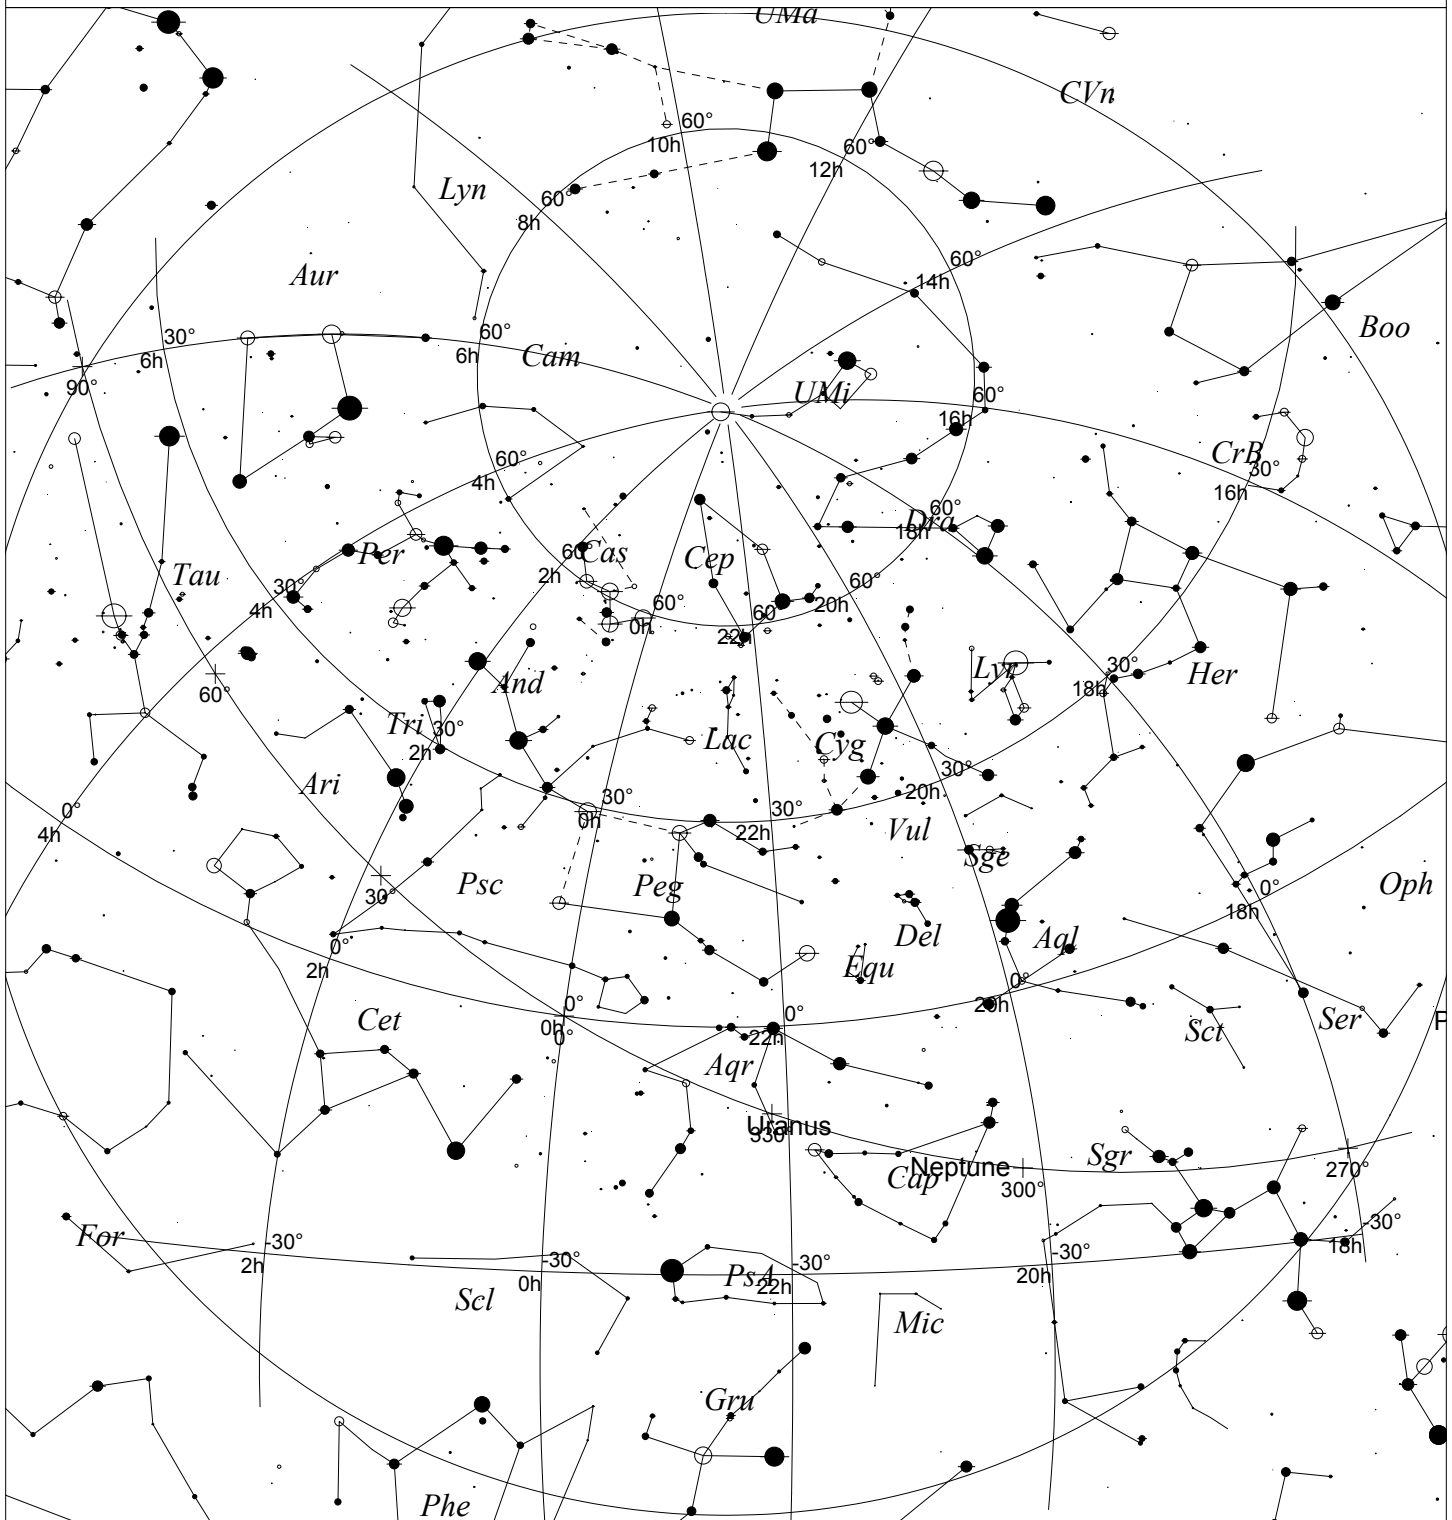 UMa
CVn
60°
10h
60°
12h
Lyn
60°
8h
60°
14h
Aur
Boo
30°
6h
60°
6h
Cam
90°
UMi
60°
16h
CrB
30°
16h
60°
4h
60°
18h
Dra
Per
60°
2h
Cas
Cep
60°
20h
Tau
30°
4h
60°
0h
60°
22h
And
Lyr
30°
18h
Her
60°
Tri
30°
2h
Lac
Cyg
30°
20h
Ari
0°
4h
30°
0h
30°
22h
Vul
Sge
Psc
30°
Peg
0°
18h
Oph
0°
2h
Del
Aql
Equ
0°
20h
Cet
0°
0h
0°
0°
22h
Sct
Ser
P
Aqr
Uranus
330°
Sgr
Neptune
Cap
300°
270°
For
-30°
2h
-30°
0h
PsA
-30°
22h
-30°
20h
-30°
18h
Scl
Mic
Gru
Phe